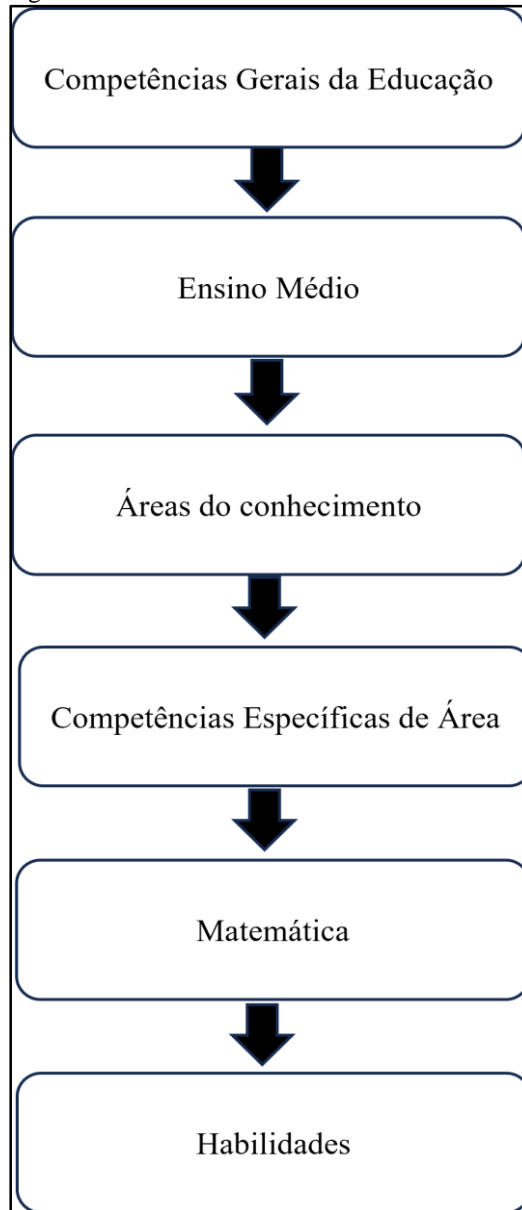 Competências Gerais da Educação
Ensino Médio
Áreas do conhecimento
Competências Específicas de Área
Matemática
Habilidades